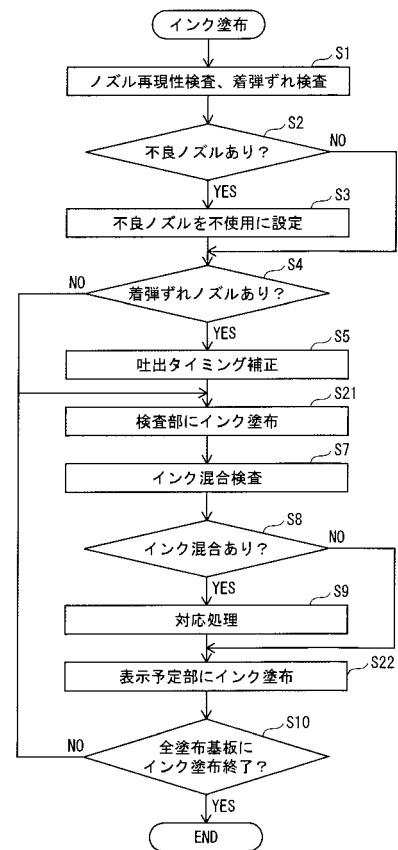 インク塗布
S1
ノズル再現性検査、着弾ずれ検査
S2
不良ノズルあり?
NO
YES
S3
不良ノズルを不使用に設定
S4
NO
着弾ずれノズルあり?
YES
S5
吐出タイミング補正
S21
検査部にインク塗布
S7
インク混合検査
S8
インク混合あり?
NO
YES
S9
対応処理
S22
表示予定部にインク塗布
S10
NO
全塗布基板に
インク塗布終了?
YES
END